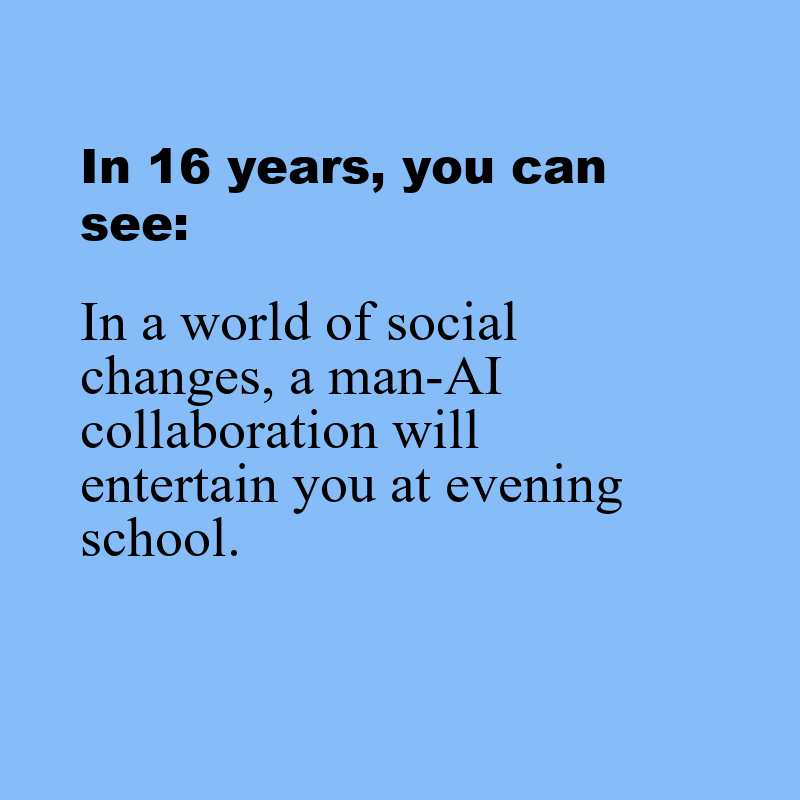 In 16 years, you can
see:
In a world of social
changes, a man-AI
collaboration will
entertain you at evening
school.